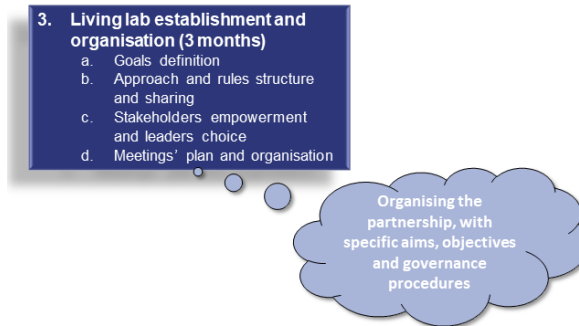 3. Living lab establishment and
organisation (3 months)
a. Goals definition
b. Approach and rules structure
and sharing
c. Stakeholders empowerment
and leaders choice
d. Meetings' plan and organisation
Organising the
partnership, with
specific aims, objectives
and governance
procedures